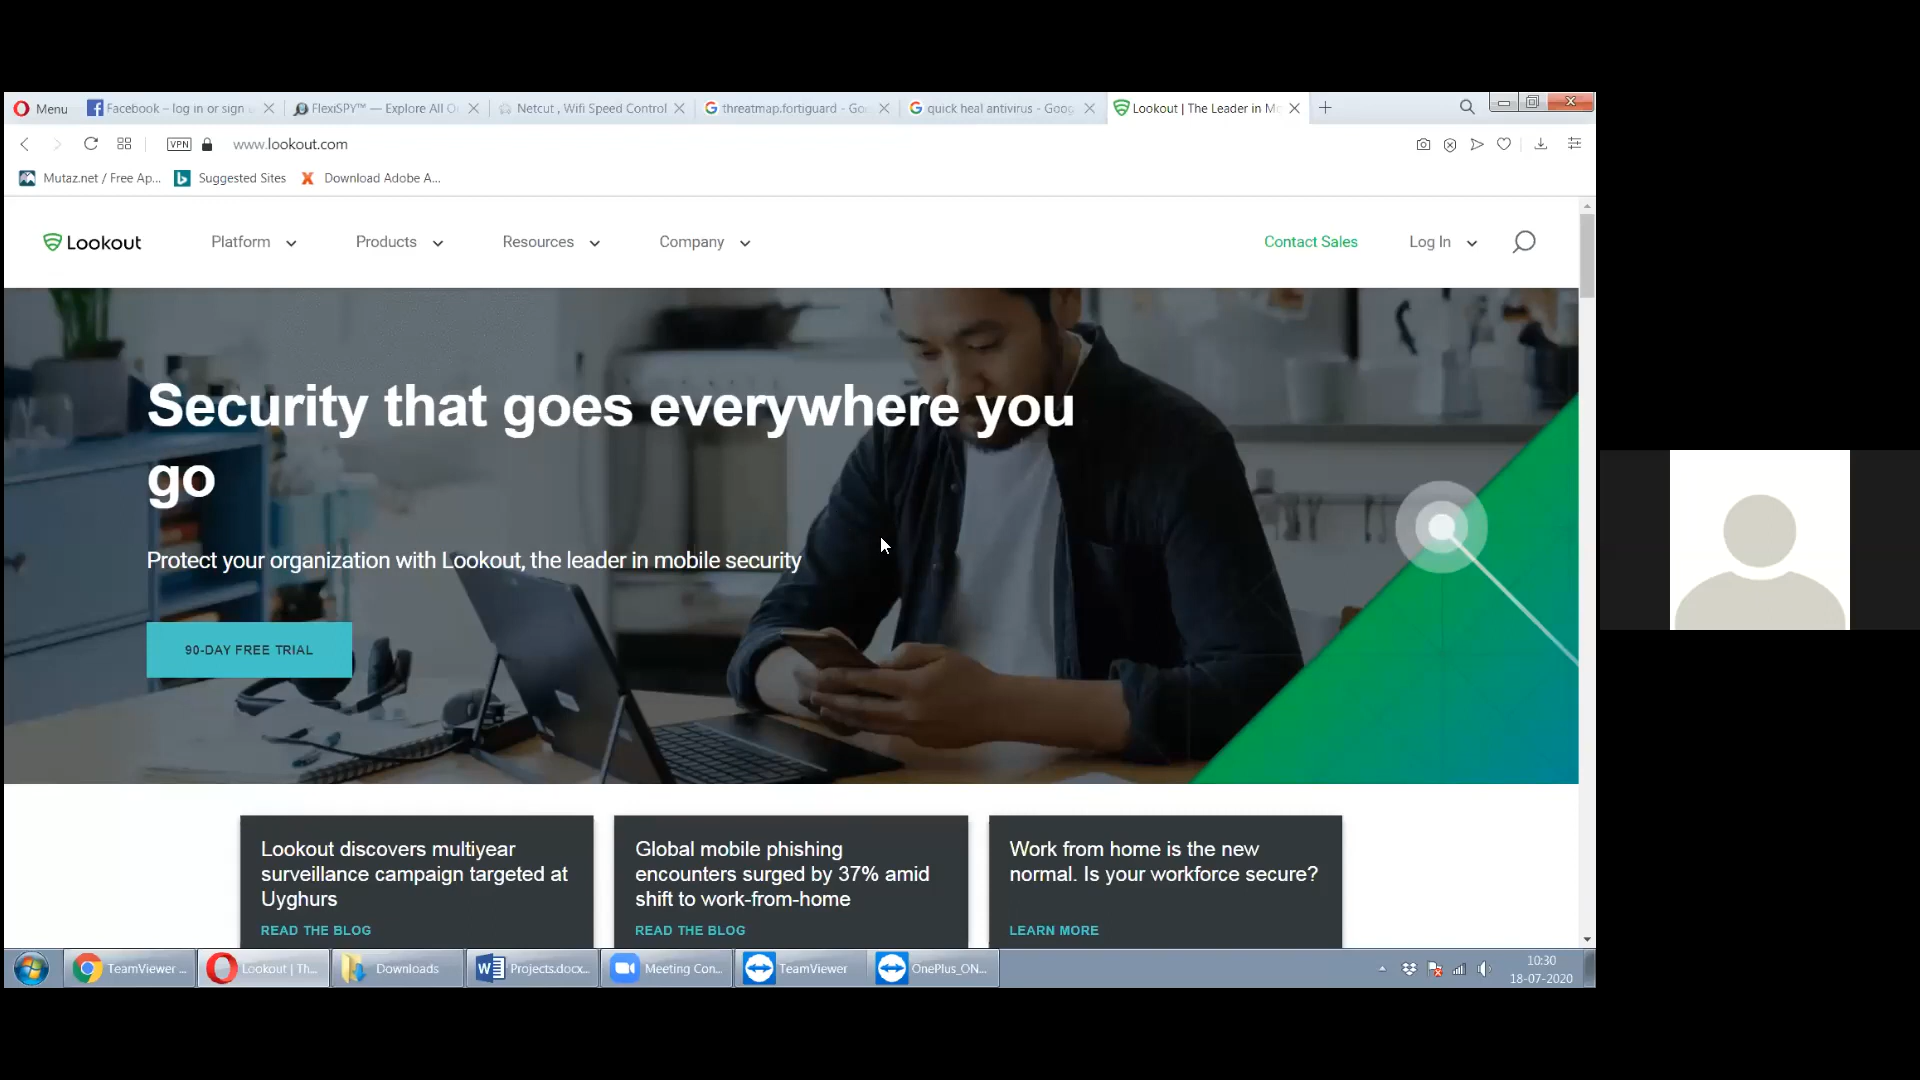 Menu
Facebook – log in or sign u
FlexiSPY™ — Explore All O
Netcut , Wifi Speed Control
threatmap.fortiguard - Goo
quick heal antivirus - Goog
Lookout | The Leader in Mo
VPN
www.lookout.com
Mutaz.net / Free Ap...
Suggested Sites
Download Adobe A...
Lookout
Platform
Products
Resources
Company
Contact Sales
Log In
Security that goes everywhere you
go
Protect your organization with Lookout, the leader in mobile security
90-DAY FREE TRIAL
Lookout discovers multiyear
surveillance campaign targeted at
Uyghurs
READ THE BLOG
Global mobile phishing
encounters surged by 37% amid
shift to work-from-home
READ THE BLOG
Work from home is the new
normal. Is your workforce secure?
LEARN MORE
TeamViewer ...
Lookout | Th...
Downloads
Projects.docx...
Meeting Con...
TeamViewer
OnePlus_ON...
10:30
18-07-2020